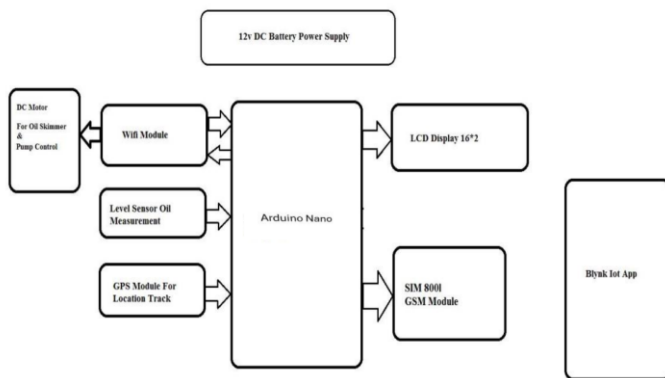 12v DC Battery Power Supply
DC Motor
For Oil Skimmer
&
Pump Control
Wifi Module
LCD Display 16*2
Level Sensor Oil
Measurement
Arduino Nano
GPS Module For
Location Track
SIM 800l
GSM Module
Blynk Iot App